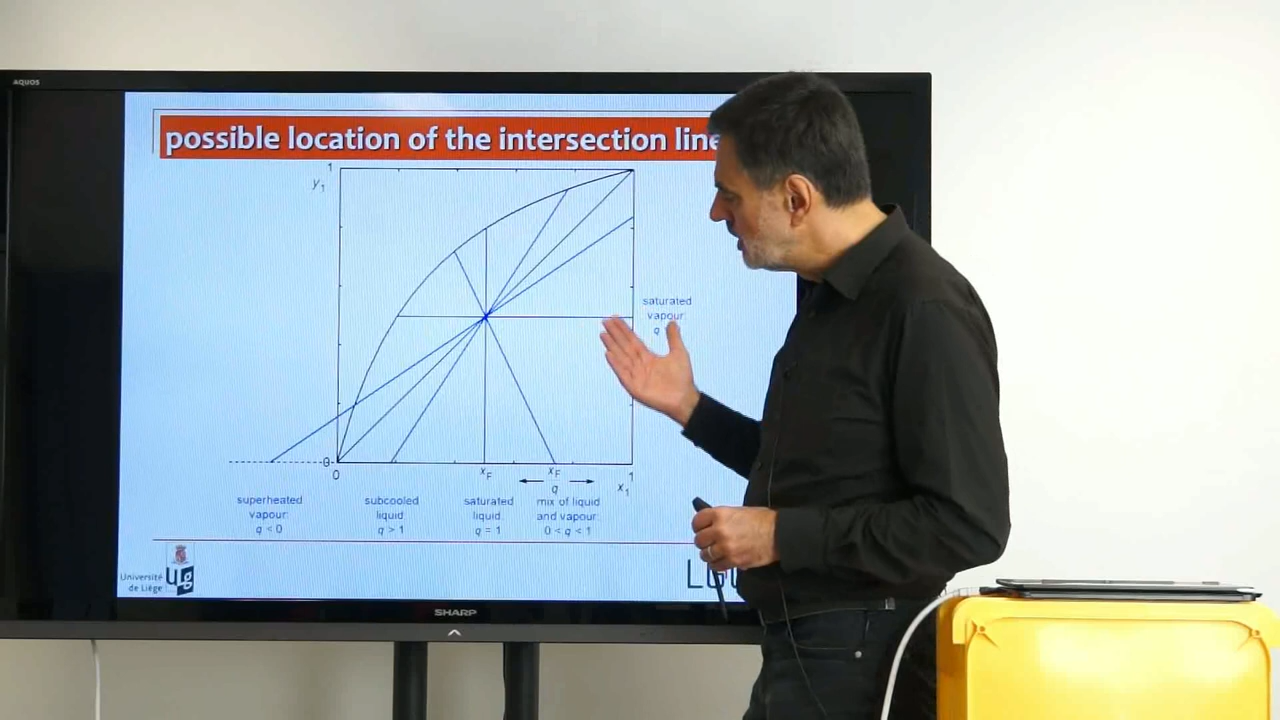 AQUOS
possible location of the intersection line
1
y1
saturated
vapour:
q
0
0
xF
xF
q
1
x1
superheated
vapour:
q < 0
subcooled
liquid:
q > 1
saturated
liquid:
q = 1
mix of liquid
and vapour:
0 < q < 1
Université
de Liège
SHARP